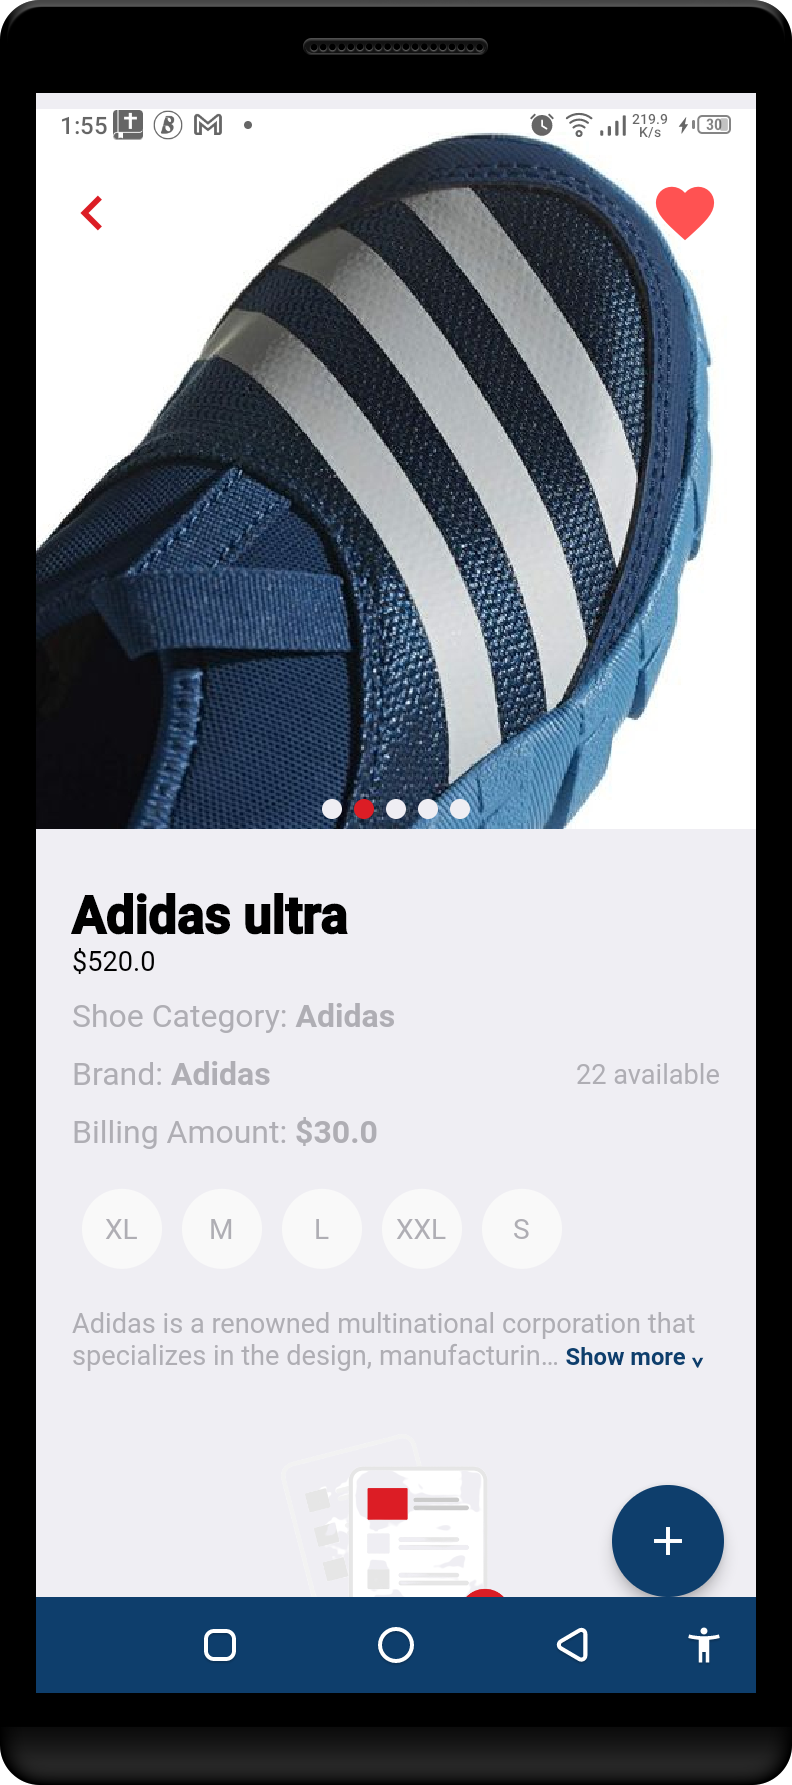 1:55
219.9
K/s
30
Adidas ultra
$520.0
Shoe Category: Adidas
Brand: Adidas
22 available
Billing Amount: $30.0
XL M L XXL S
Adidas is a renowned multinational corporation that
specializes in the design, manufacturin... Show more